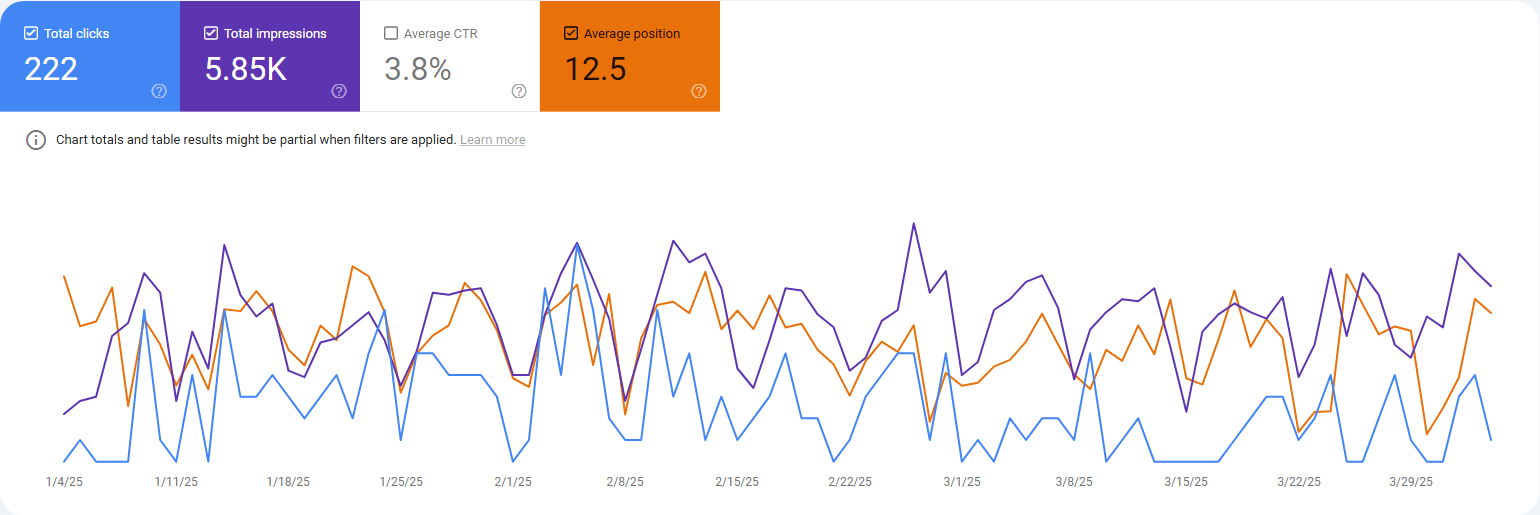 Total clicks Total impressions Average CTR Average position
222 5.85K 3.8% 12.5
Chart totals and table results might be partial when filters are applied. Learn more
1/4/25 1/11/25 1/18/25 1/25/25 2/1/25 2/8/25 2/15/25 2/22/25 3/1/25 3/8/25 3/15/25 3/22/25 3/29/25